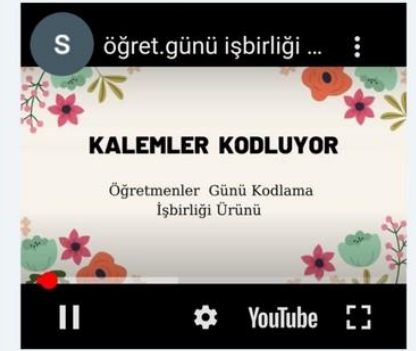 S
öğret.günü işbirliği ...
KALEMLER KODLUYOR
Öğretmenler Günü Kodlama
İşbirliği Ürünü
YouTube